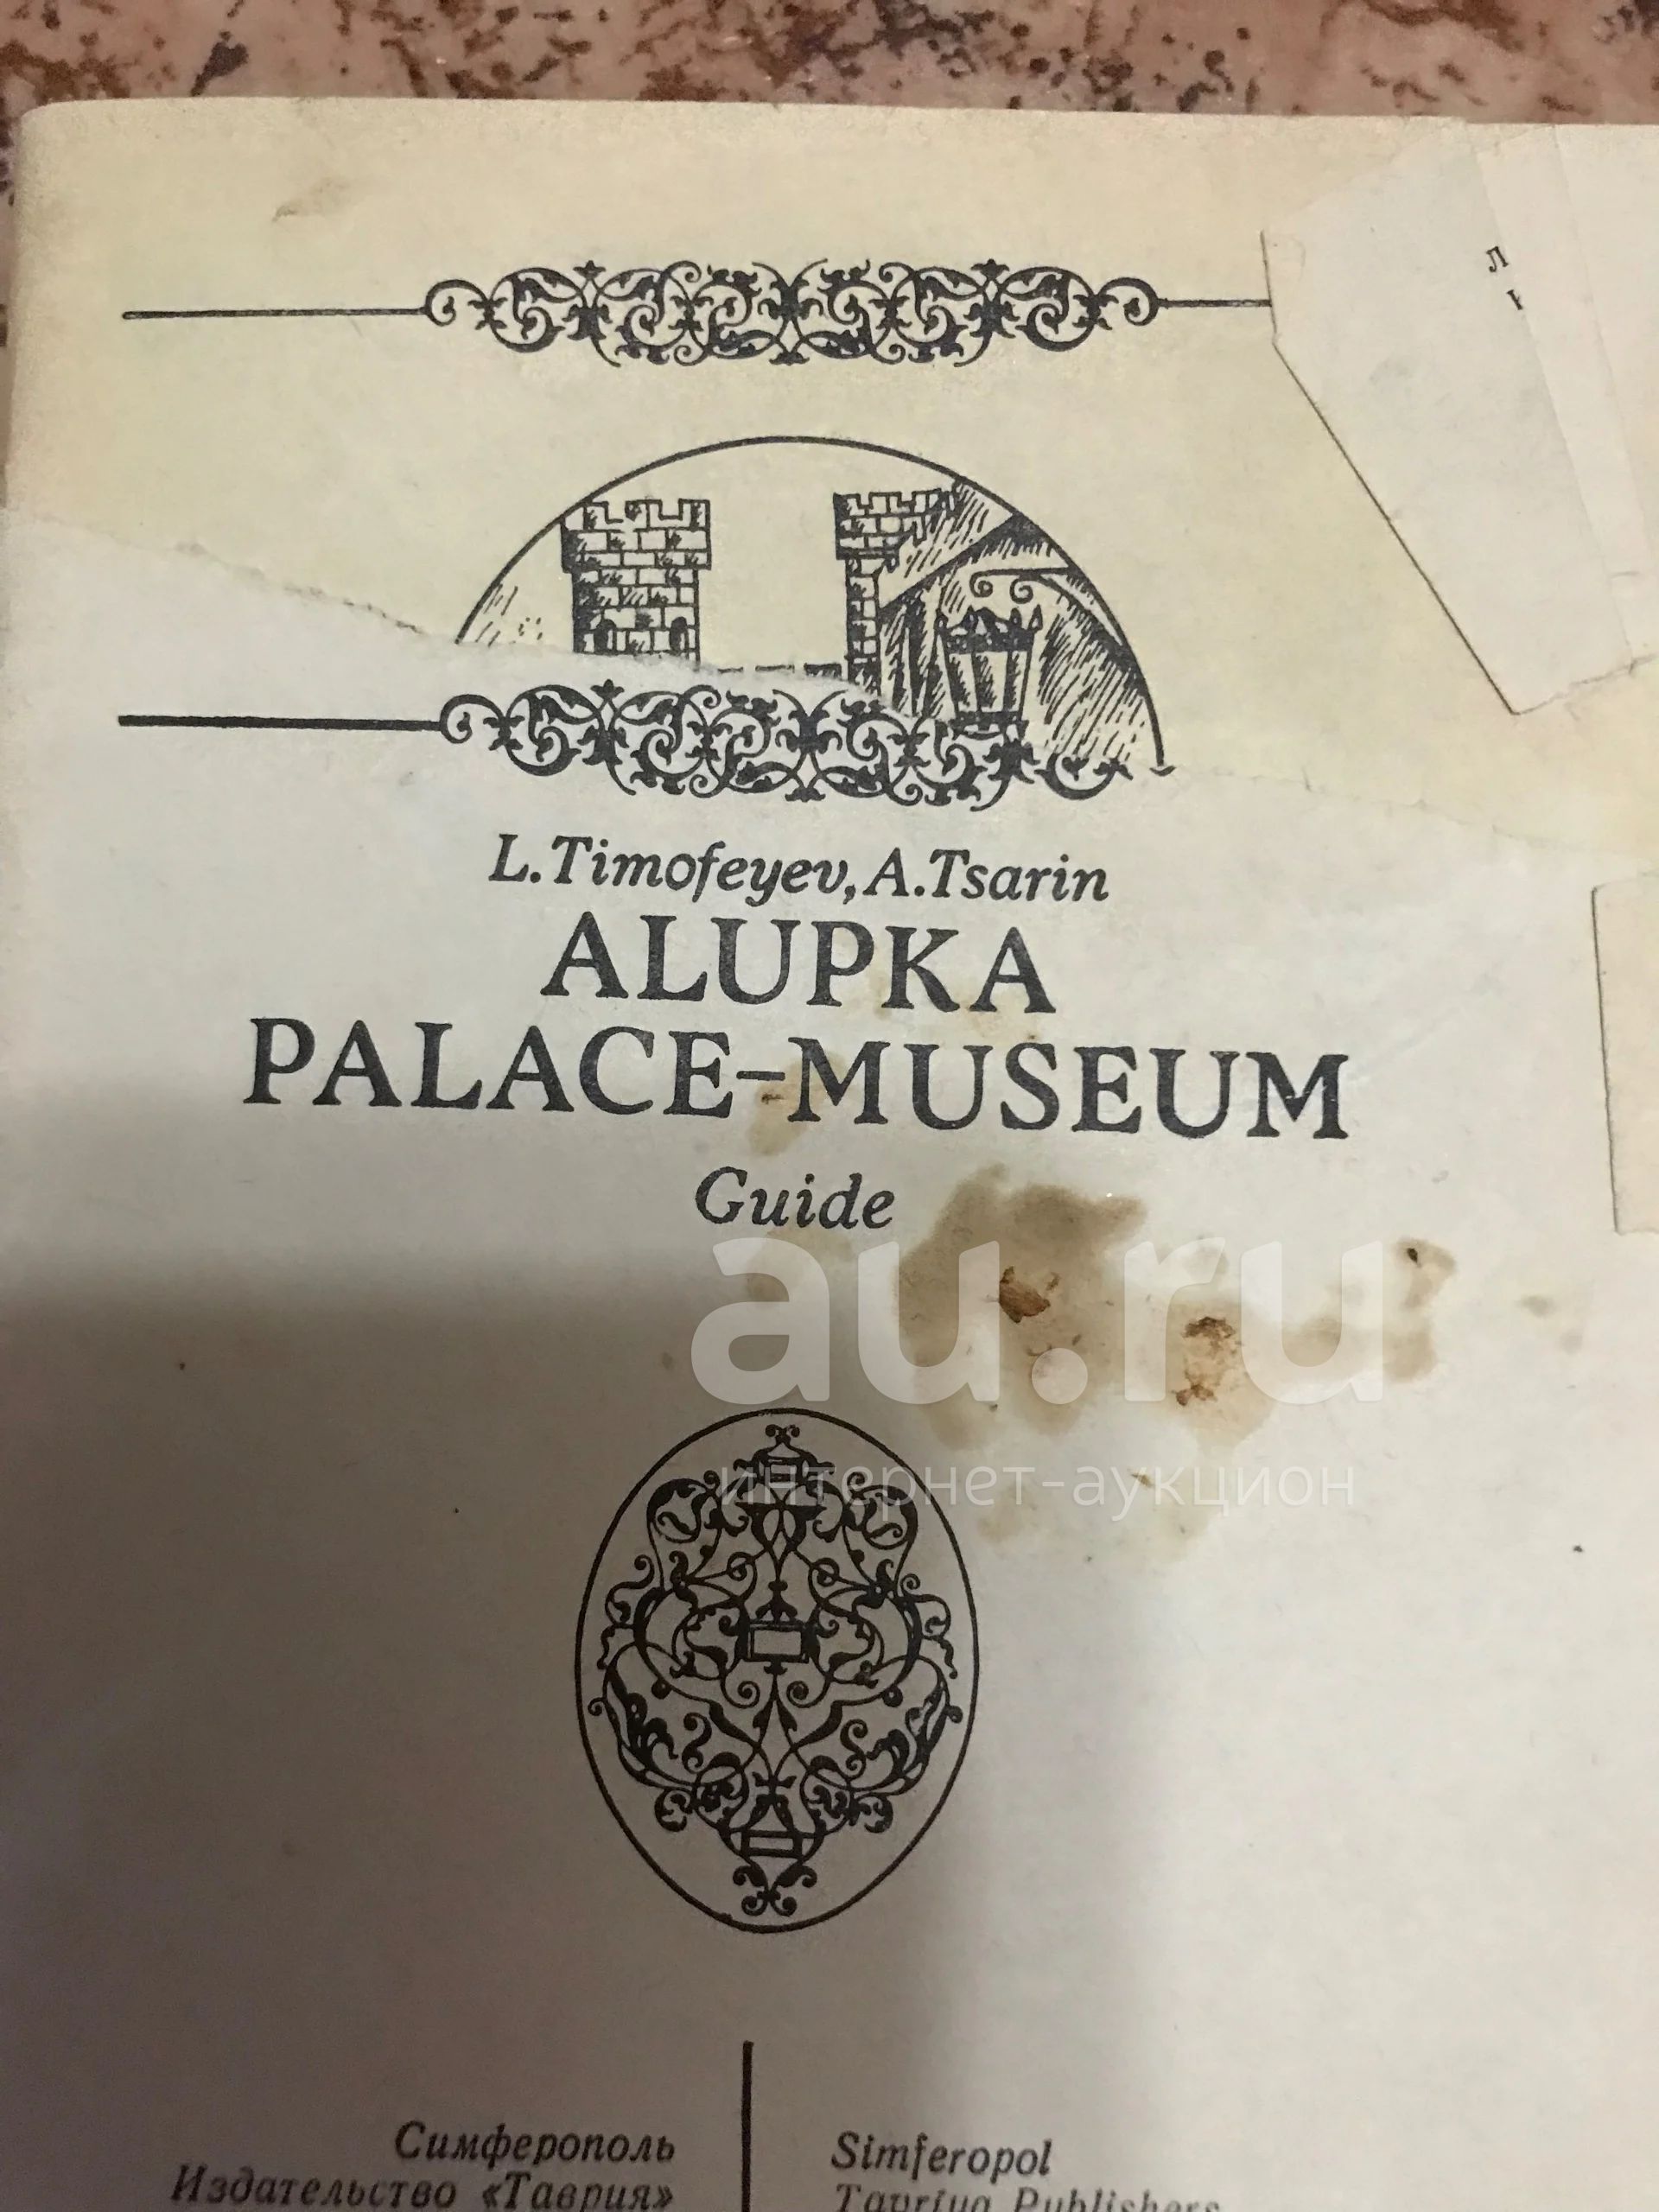 Л
L.Timofeyev, A.Tsarin
ALUPKA
PALACE-MUSEUM
Guide
au.ru
интернет-аукцион
Симферополь
Издательство «Таврия»
Simferopol
Tavriya Publishers